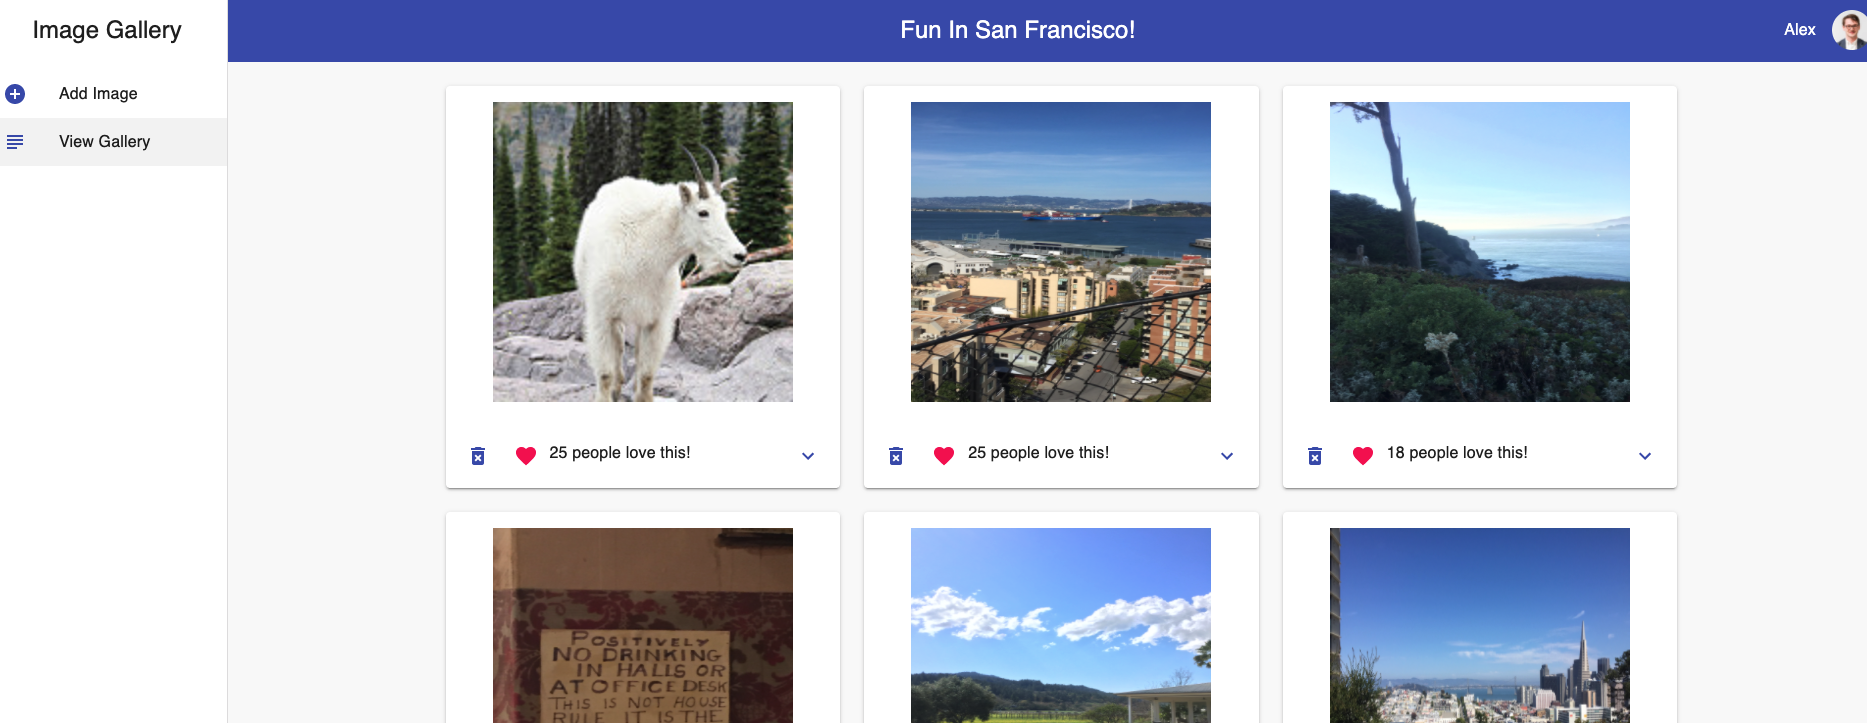 Image Gallery
Fun In San Francisco!
Alex
Add Image
View Gallery
25 people love this!
25 people love this!
18 people love this!
POSITIVELY
NO DRINKING
IN HALLS OR
AT OFFICE DESK
THIS IS NOT HOUSE
RULE IT IS THE